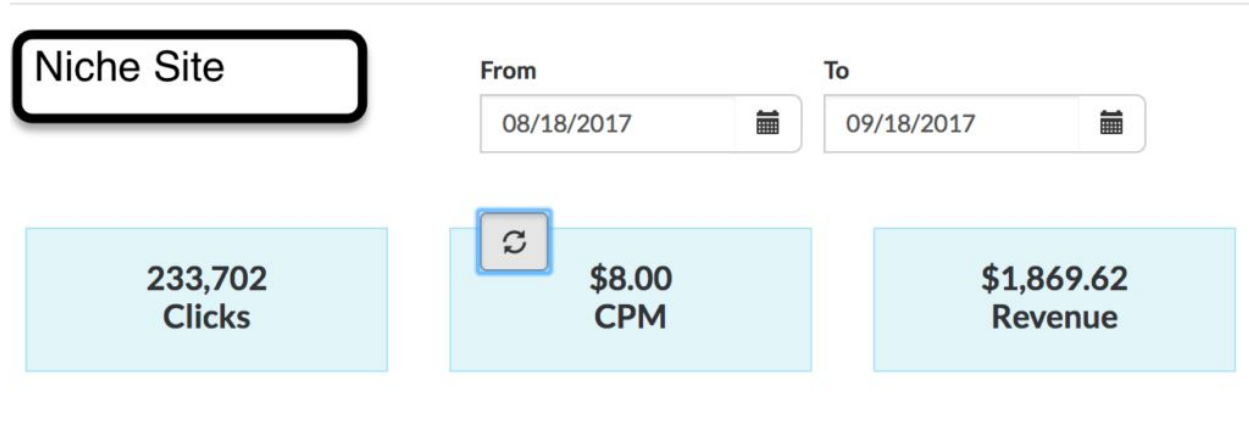 Niche Site
From
To
08/18/2017
09/18/2017
233,702
Clicks
$8.00
CPM
$1,869.62
Revenue